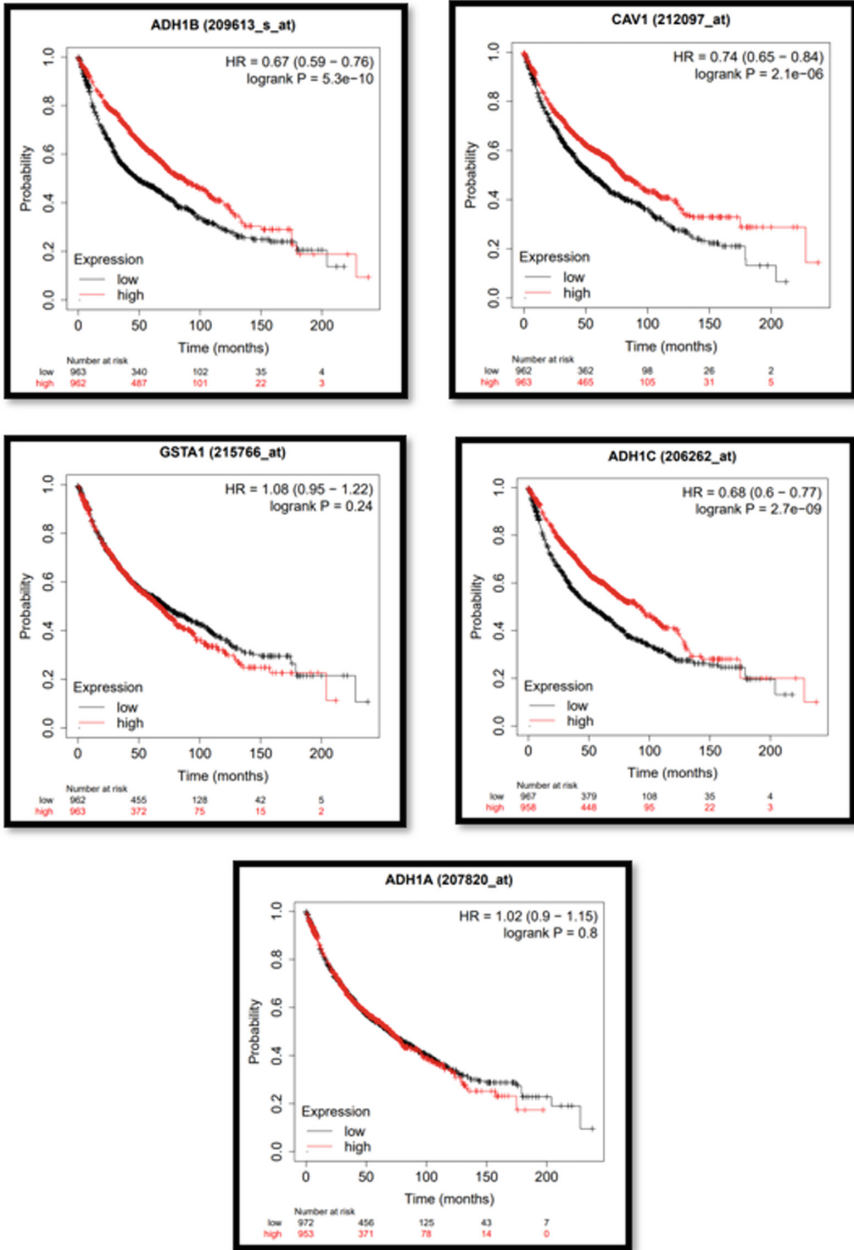 ADH1B (209613_s_at)
HR = 0.67 (0.59 − 0.76)
logrank P = 5.3e−10
Probability
1.0
0.8
0.6
0.4
0.2
0.0
Expression
low
high
0 50 100 150 200
Time (months)
Number at risk
low 963 340 102 35 4
high 962 487 101 22 3
CAV1 (212097_at)
HR = 0.74 (0.65 − 0.84)
logrank P = 2.1e−06
Probability
1.0
0.8
0.6
0.4
0.2
0.0
Expression
low
high
0 50 100 150 200
Time (months)
Number at risk
low 962 362 98 26 2
high 963 465 105 31 5
GSTA1 (215766_at)
HR = 1.08 (0.95 − 1.22)
logrank P = 0.24
Probability
1.0
0.8
0.6
0.4
0.2
0.0
Expression
low
high
0 50 100 150 200
Time (months)
Number at risk
low 962 455 128 42 5
high 963 372 75 15 2
ADH1C (206262_at)
HR = 0.68 (0.6 − 0.77)
logrank P = 2.7e−09
Probability
1.0
0.8
0.6
0.4
0.2
0.0
Expression
low
high
0 50 100 150 200
Time (months)
Number at risk
low 967 379 108 35 4
high 958 448 95 22 3
ADH1A (207820_at)
HR = 1.02 (0.9 − 1.15)
logrank P = 0.8
Probability
1.0
0.8
0.6
0.4
0.2
0.0
Expression
low
high
0 50 100 150 200
Time (months)
Number at risk
low 972 456 125 43 7
high 953 371 78 14 0